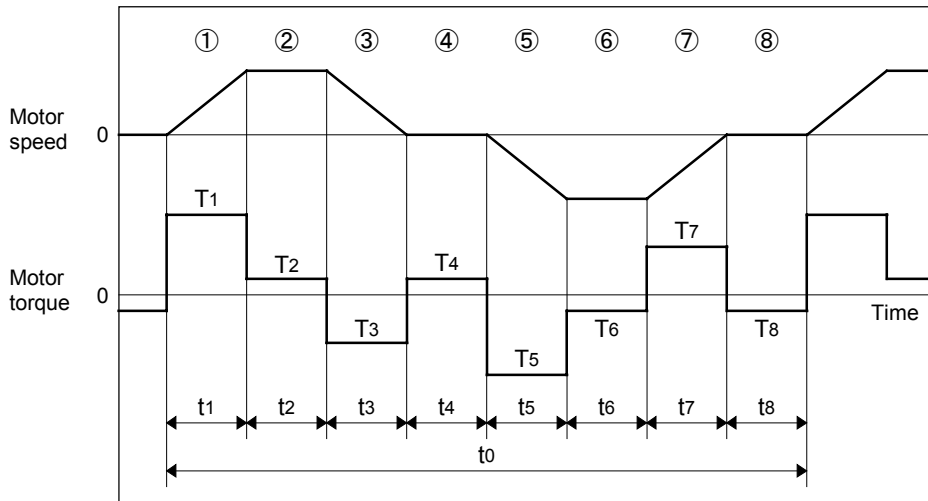 ① ② ③ ④ ⑤ ⑥ ⑦ ⑧
Motor
speed
0
T1
T2
T3
T4
T5
T6
T7
T8
Motor
torque
0
Time
t1 t2 t3 t4 t5 t6 t7 t8
t0